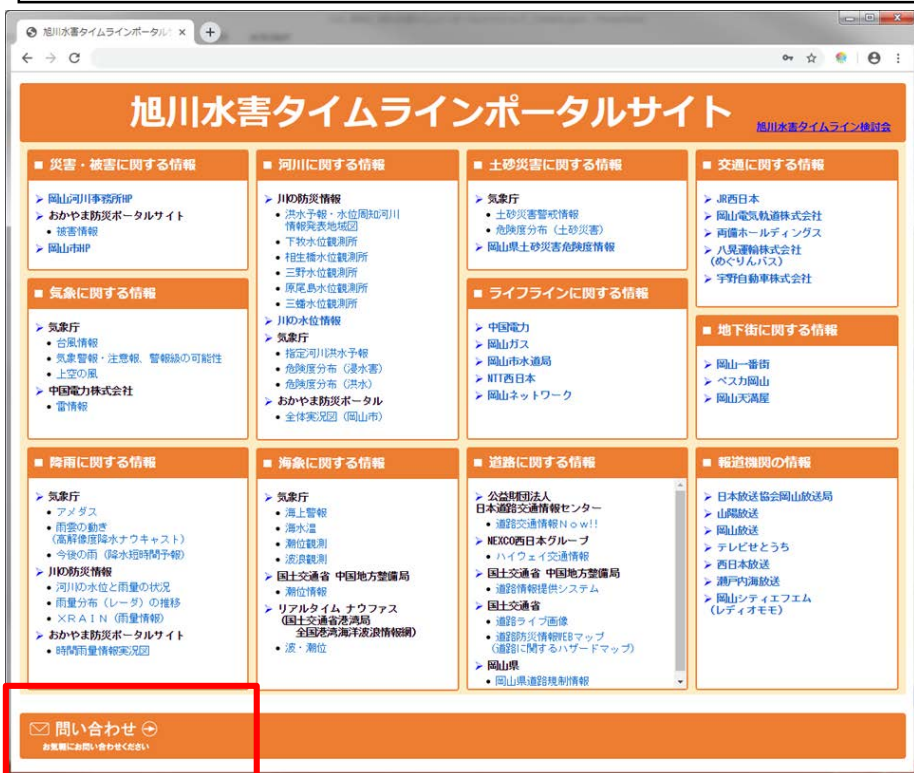 旭川水害タイムラインポータルサ
旭川水害タイムラインポータルサイト
旭川水害タイムライン検討会
■ 災害・被害に関する情報
➢ 岡山河川事務所HP
➢ おかやま防災ポータルサイト
• 被害情報
➢ 岡山市HP
■ 気象に関する情報
➢ 気象庁
• 台風情報
• 気象警報・注意報、警報級の可能性
• 上空の風
➢ 中国電力株式会社
• 雷情報
■ 降雨に関する情報
➢ 気象庁
• アメダス
• 雨雲の動き
(高解像度降水ナウキャスト)
• 今後の雨(降水短時間予報)
➢ 川の防災情報
• 河川の水位と雨量の状況
• 雨量分布(レーダ)の推移
• XRAIN(雨量情報)
➢ おかやま防災ポータルサイト
• 時間雨量情報実況図
■ 河川に関する情報
➢ 川の防災情報
• 洪水予報・水位周知河川
情報発表地域図
• 下牧水位観測所
• 相生橋水位観測所
• 三野水位観測所
• 原尾島水位観測所
• 三蟠水位観測所
➢ 川の水位情報
➢ 気象庁
• 指定河川洪水予報
• 危険度分布(浸水害)
• 危険度分布(洪水)
➢ おかやま防災ポータル
• 全体実況図(岡山市)
■ 海象に関する情報
➢ 気象庁
• 海上警報
• 海水温
• 潮位観測
• 波浪観測
➢ 国土交通省 中国地方整備局
• 潮位情報
➢ リアルタイム ナウファス
(国土交通省港湾局
全国港湾海洋波浪情報網)
• 波・潮位
■ 土砂災害に関する情報
➢ 気象庁
• 土砂災害警戒情報
• 危険度分布(土砂災害)
➢ 岡山県土砂災害危険度情報
■ ライフラインに関する情報
➢ 中国電力
➢ 岡山ガス
➢ 岡山市水道局
➢ NTT西日本
➢ 岡山ネットワーク
■ 道路に関する情報
➢ 公益財団法人
日本道路交通情報センター
• 道路交通情報Now!!
➢ NEXCO西日本グループ
• ハイウェイ交通情報
➢ 国土交通省 中国地方整備局
• 道路情報提供システム
➢ 国土交通省
• 道路ライブ画像
• 道路防災情報WEBマップ
(道路に関するハザードマップ)
➢ 岡山県
• 岡山県道路規制情報
■ 交通に関する情報
➢ JR西日本
➢ 岡山電気軌道株式会社
➢ 両備ホールディングス
➢ 八晃運輸株式会社
(めぐりんバス)
➢ 宇野自動車株式会社
■ 地下街に関する情報
➢ 岡山一番街
➢ ペスカ岡山
➢ 岡山天満屋
■ 報道機関の情報
➢ 日本放送協会岡山放送局
➢ 山陽放送
➢ 岡山放送
➢ テレビせとうち
➢ 西日本放送
➢ 瀬戸内海放送
➢ 岡山シティエフエム
(レディオモモ)
問い合わせ
お気軽にお問い合わせください